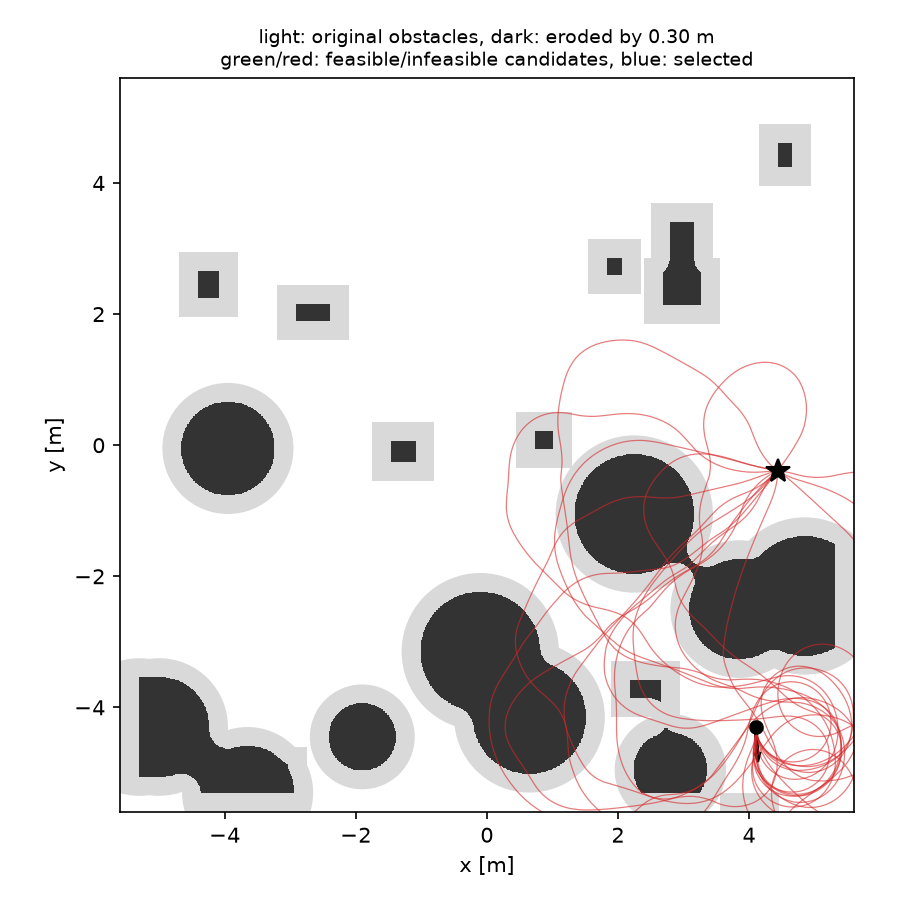 light: original obstacles, dark: eroded by 0.30 m
green/red: feasible/infeasible candidates, blue: selected
4
2
0
−2
−4
y [m]
−4
−2
0
2
4
x [m]